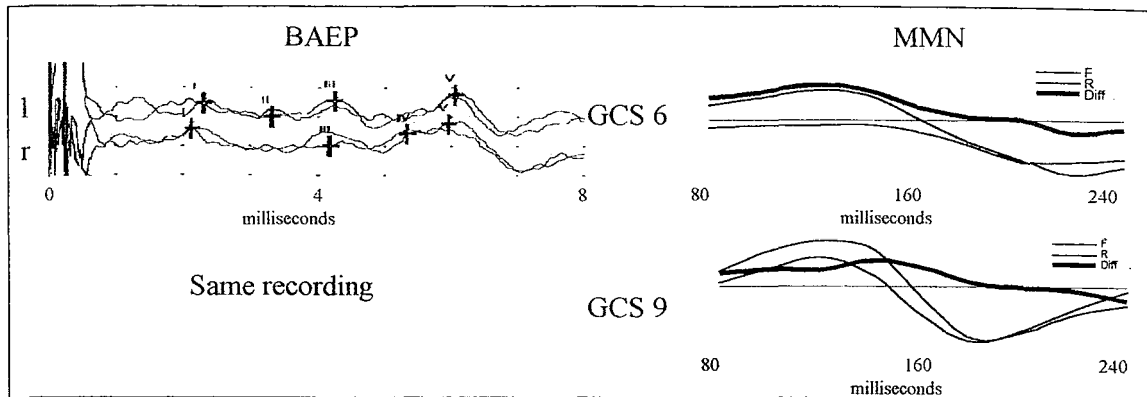 BAEP
MMN
I
II
III
V
l
GCS 6
F
R
Diff
r
III
IV
V
0
4
8
milliseconds
80
160
240
milliseconds
Same recording
GCS 9
F
R
Diff
80
160
240
milliseconds